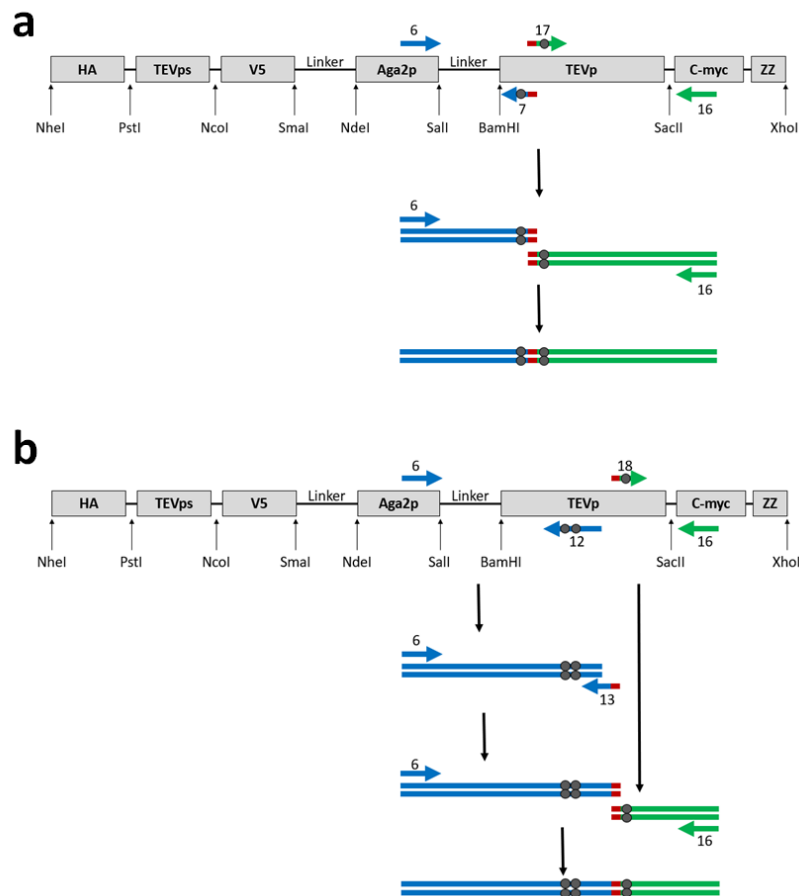 a
6 17
HA TEVps V5 Linker Aga2p Linker TEVp C-myc ZZ
7 16
NheI PstI NcoI SmaI NdeI SalI BamHI SacII XhoI
6
16
b
6 18
HA TEVps V5 Linker Aga2p Linker TEVp C-myc ZZ
12 16
NheI PstI NcoI SmaI NdeI SalI BamHI SacII XhoI
6
13
6
16